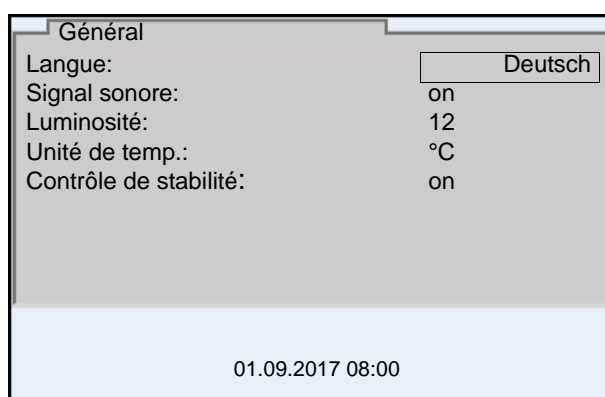 Général
Langue: Deutsch
Signal sonore: on
Luminosité: 12
Unité de temp.: °C
Contrôle de stabilité: on
01.09.2017 08:00